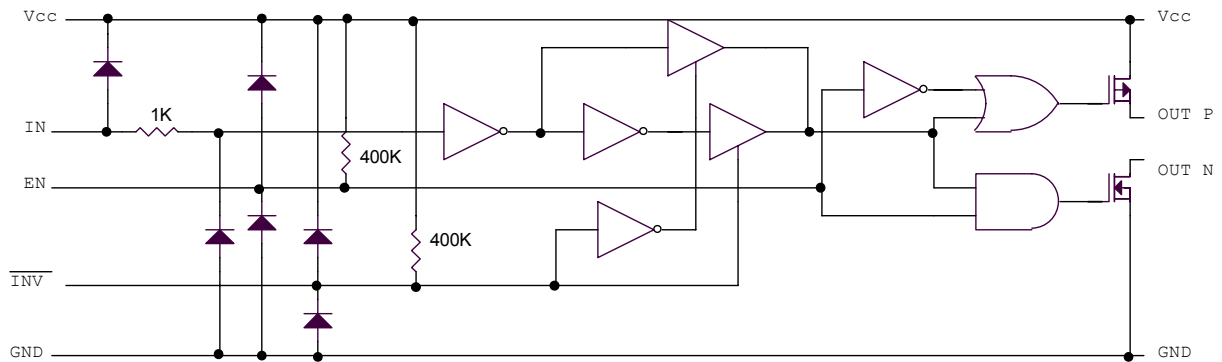 Vcc
Vcc
IN
1K
400K
OUT P
EN
OUT N
400K
INV
GND
GND